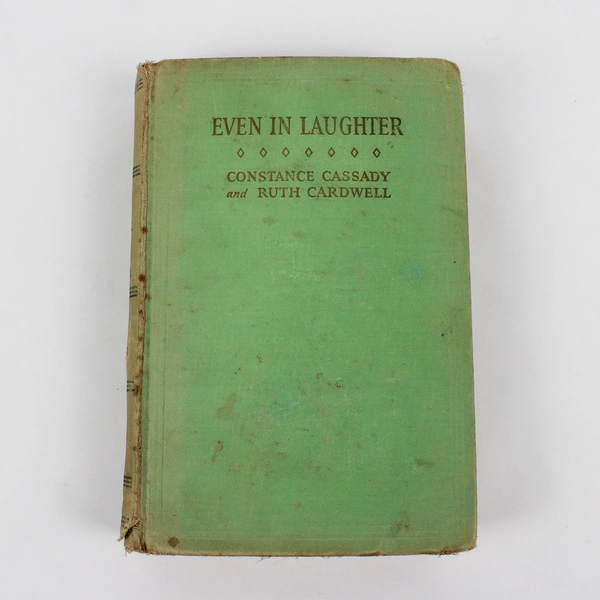 EVEN IN LAUGHTER
CONSTANCE CASSADY
and RUTH CARDWELL